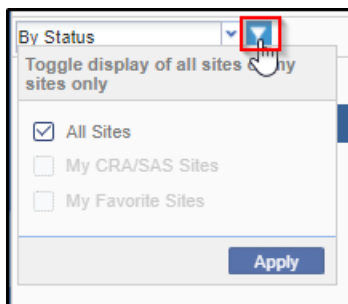 By Status
Toggle display of all sites my
sites only
All Sites
My CRA/SAS Sites
My Favorite Sites
Apply